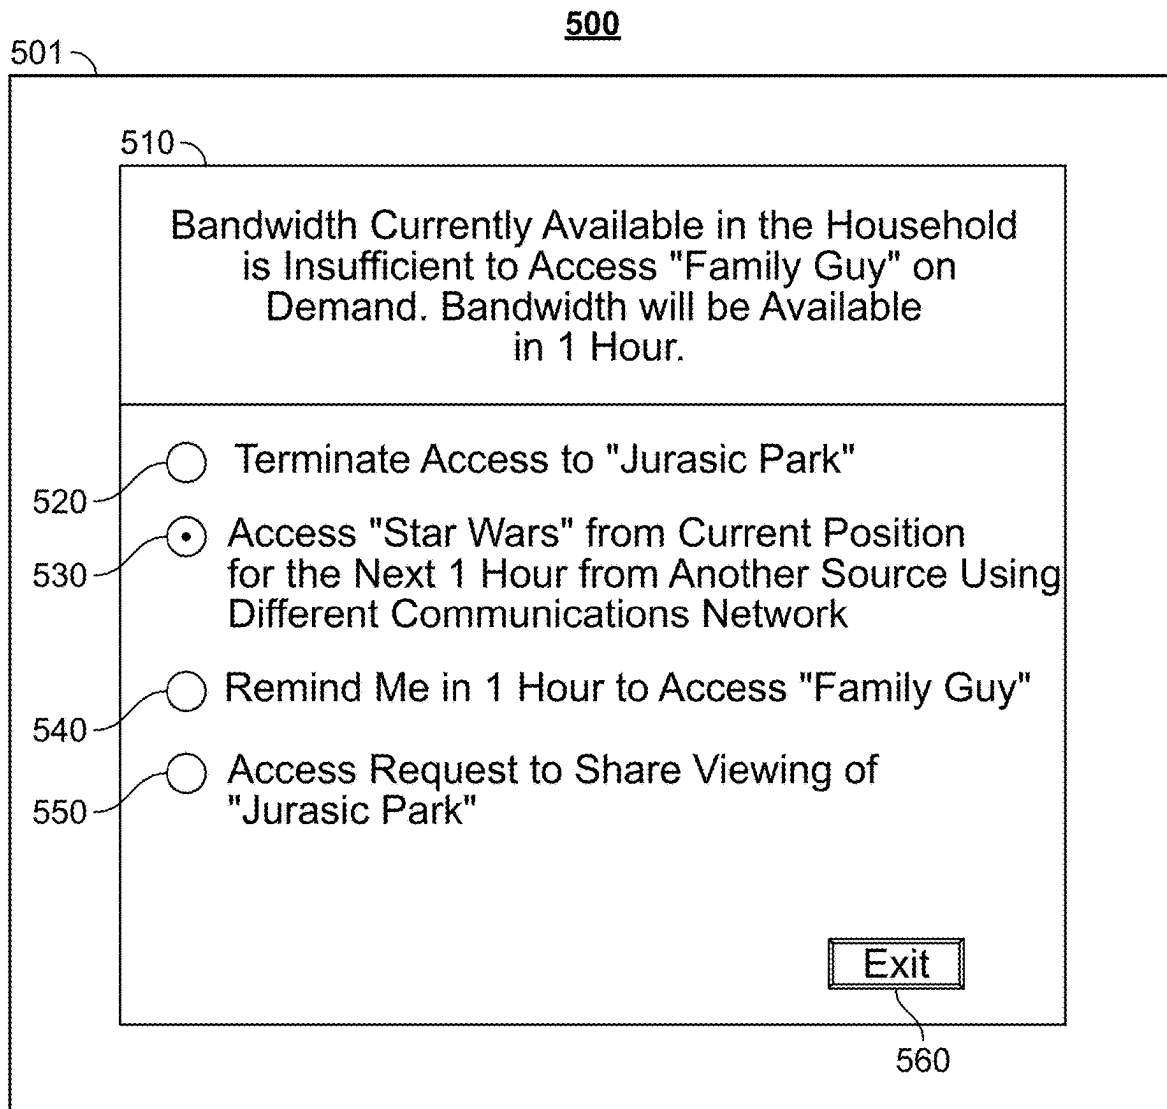 500
501
510
Bandwidth Currently Available in the Household
is Insufficient to Access "Family Guy" on
Demand. Bandwidth will be Available
in 1 Hour.
Terminate Access to "Jurasic Park"
520
Access "Star Wars" from Current Position
for the Next 1 Hour from Another Source Using
Different Communications Network
530
Remind Me in 1 Hour to Access "Family Guy"
540
Access Request to Share Viewing of
"Jurasic Park"
550
Exit
560